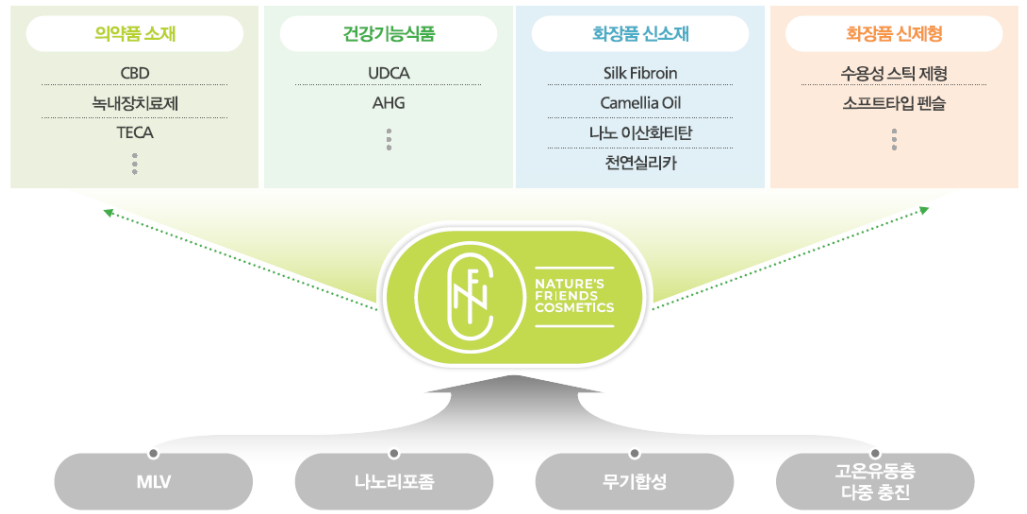 의약품 소재
CBD
녹내장치료제
TECA
건강기능식품
UDCA
AHG
화장품 신소재
Silk Fibroin
Camellia Oil
나노 이산화티탄
천연실리카
화장품 신제형
수용성 스틱 제형
소프트타입 펜슬
NATURE'S
FRIENDS
COSMETICS
MLV
나노리포좀
무기합성
고온유동층
다중 충진